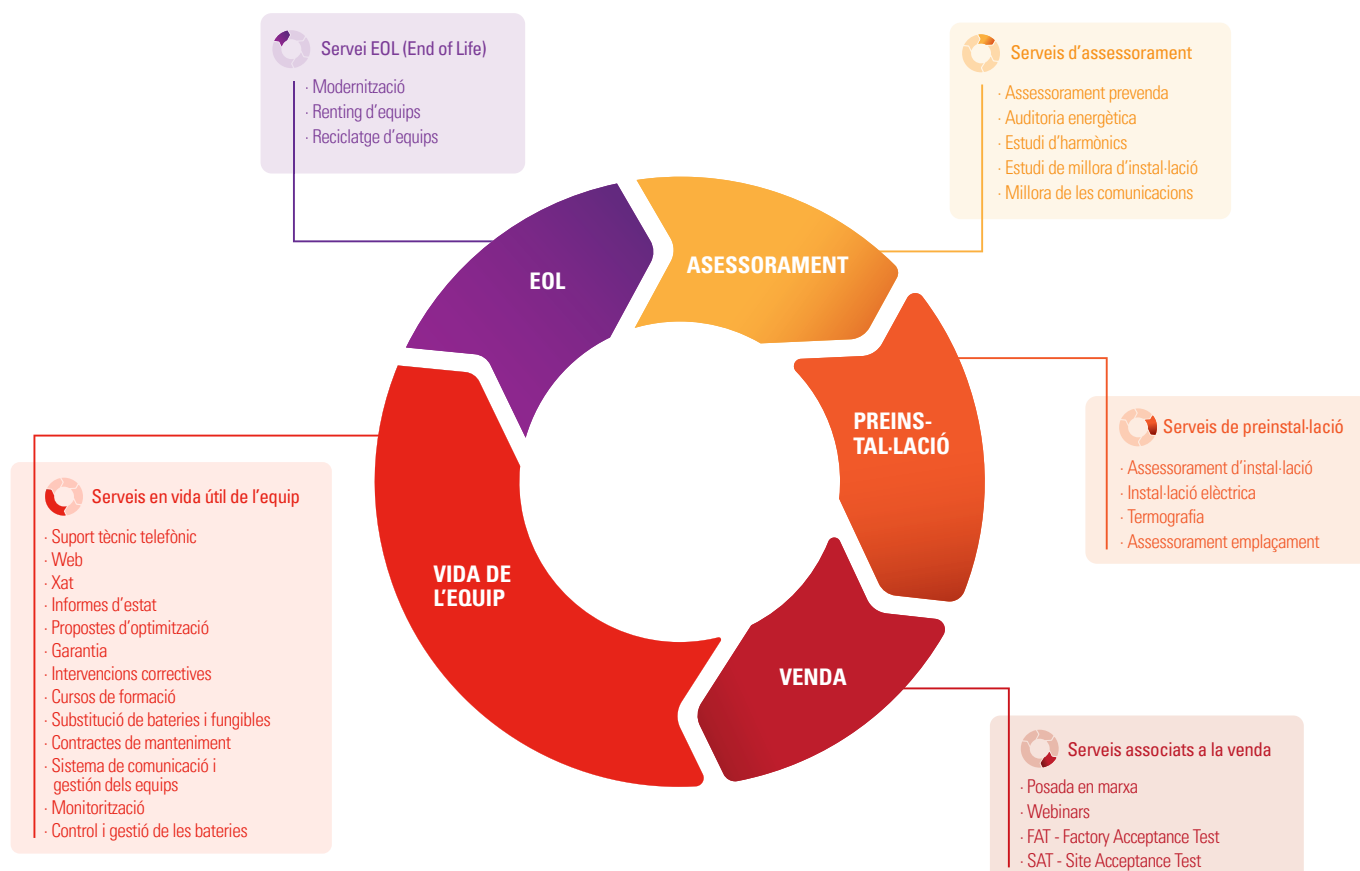 Servei EOL (End of Life)
· Modernització
· Renting d'equips
· Reciclatge d'equips
Serveis d'assessorament
· Assessorament prevenda
· Auditoria energètica
· Estudi d'harmònics
· Estudi de millora d'instal·lació
· Millora de les comunicacions
EOL
ASESSORAMENT
PREINS-
TAL·LACIÓ
VENDA
VIDA DE
L'EQUIP
Serveis de preinstal·lació
· Assessorament d'instal·lació
· Instal·lació elèctrica
· Termografia
· Assessorament emplaçament
Serveis en vida útil de l'equip
· Suport tècnic telefònic
· Web
· Xat
· Informes d'estat
· Propostes d'optimització
· Garantia
· Intervencions correctives
· Cursos de formació
· Substitució de bateries i fungibles
· Contractes de manteniment
· Sistema de comunicació i
gestión dels equips
· Monitorització
· Control i gestió de les bateries
Serveis associats a la venda
· Posada en marxa
· Webinars
· FAT - Factory Acceptance Test
· SAT - Site Acceptance Test